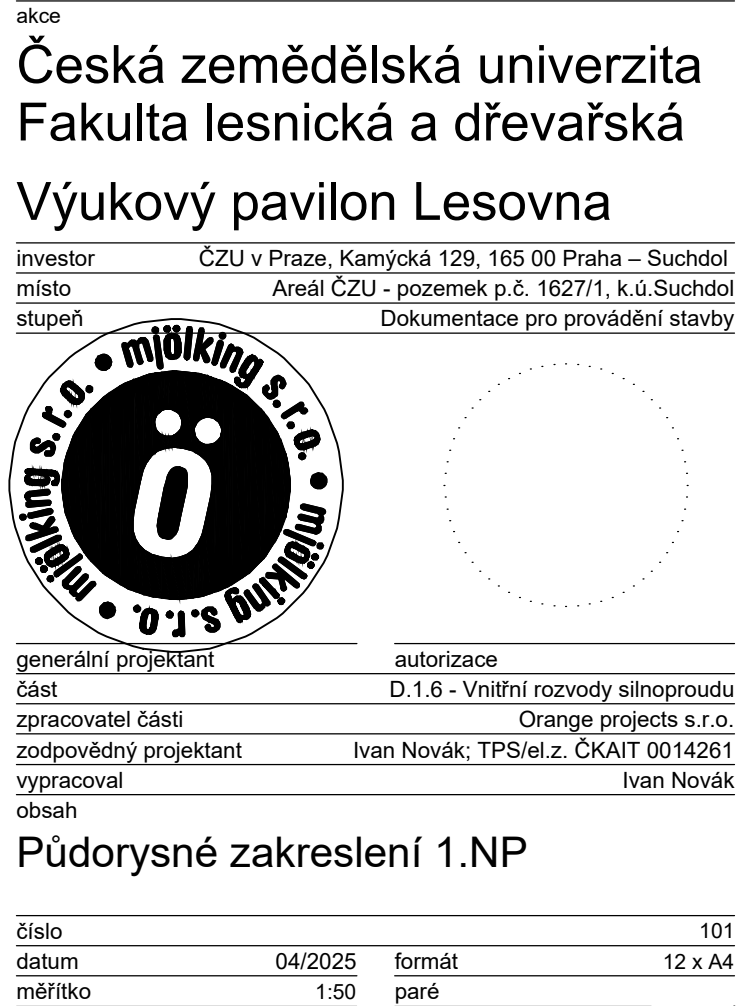 akce
Česká zemědělská univerzita
Fakulta lesnická a dřevařská
Výukový pavilon Lesovna
investor ČZU v Praze, Kamýcká 129, 165 00 Praha – Suchdol
místo Areál ČZU - pozemek p.č. 1627/1, k.ú.Suchdol
stupeň Dokumentace pro provádění stavby
mjölking s.r.o. • mjölking s.r.o. • mjölking s.r.o. •
ö
generální projektant autorizace
část D.1.6 - Vnitřní rozvody silnoproudu
zpracovatel části Orange projects s.r.o.
zodpovědný projektant Ivan Novák; TPS/el.z. ČKAIT 0014261
vypracoval Ivan Novák
obsah
Půdorysné zakreslení 1.NP
číslo 101
datum 04/2025 formát 12 x A4
měřítko 1:50 paré